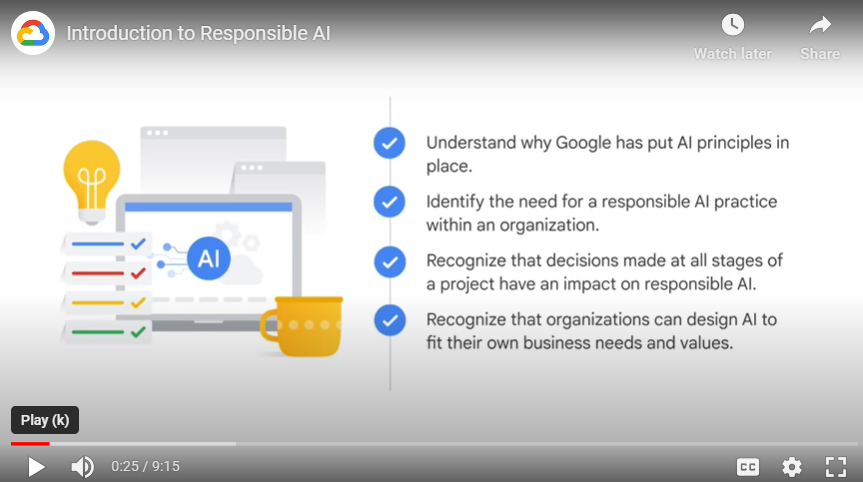 Introduction to Responsible AI
Watch later
Share
Understand why Google has put AI principles in
place.
Identify the need for a responsible AI practice
within an organization.
AI
Recognize that decisions made at all stages of
a project have an impact on responsible AI.
Recognize that organizations can design AI to
fit their own business needs and values.
Play (k)
0:25 / 9:15
CC